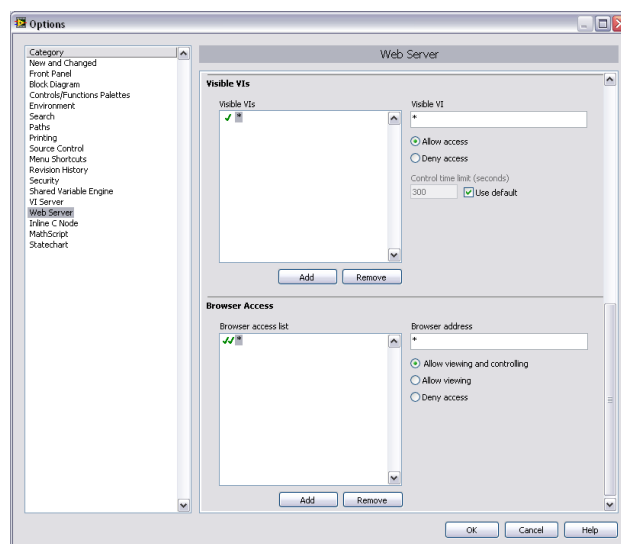 Options
Category
New and Changed
Front Panel
Block Diagram
Controls/Functions Palettes
Environment
Search
Paths
Printing
Source Control
Menu Shortcuts
Revision History
Security
Shared Variable Engine
VI Server
Web Server
Inline C Node
MathScript
Statechart
Web Server
Visible VIs
Visible VIs
Visible VI
*
*
Allow access
Deny access
Control time limit (seconds)
300
Use default
Add
Remove
Browser Access
Browser access list
Browser address
*
*
Allow viewing and controlling
Allow viewing
Deny access
Add
Remove
OK
Cancel
Help